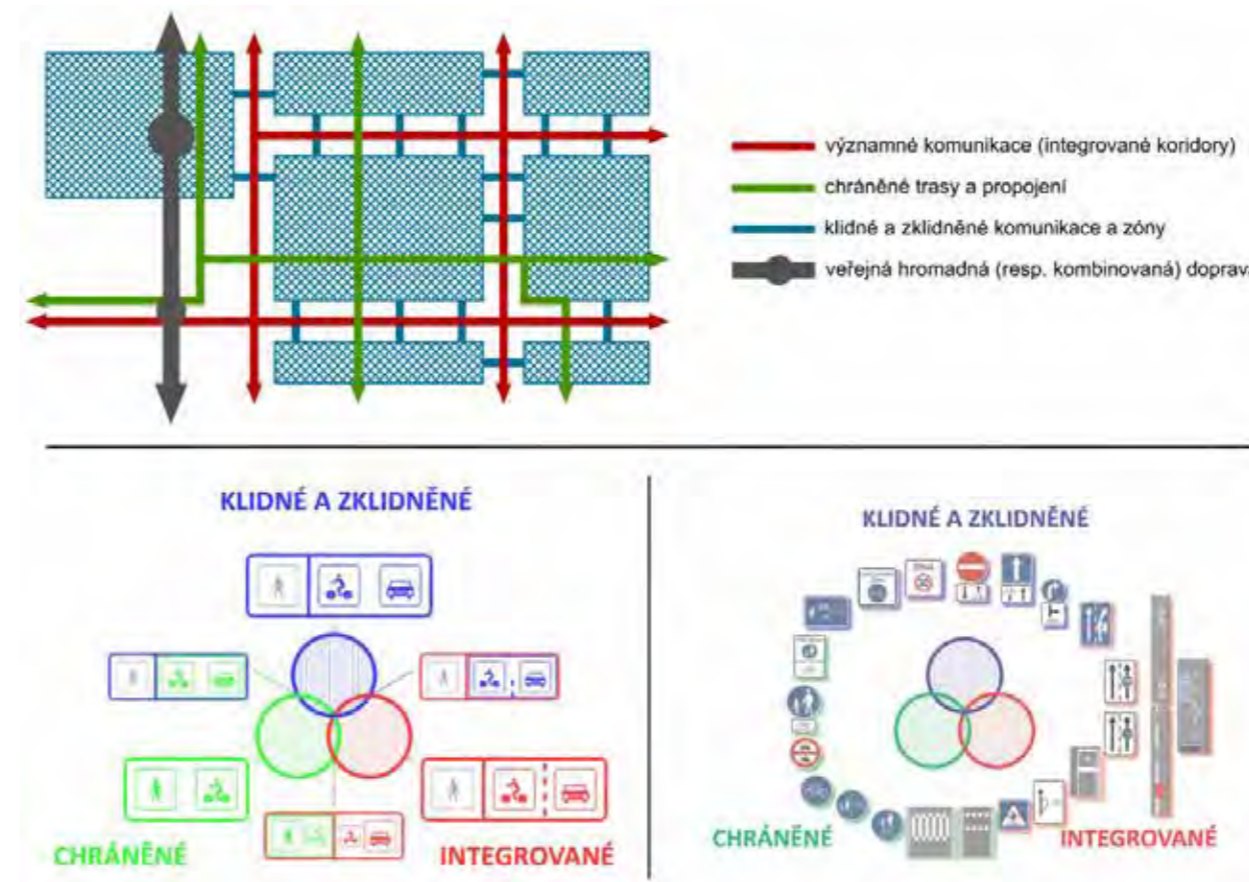 významné komunikace (integrované koridory)
chráněné trasy a propojení
klidné a zklidněné komunikace a zóny
veřejná hromadná (resp. kombinovaná) doprava
KLIDNÉ A ZKLIDNĚNÉ
CHRÁNĚNÉ
INTEGROVANÉ
KLIDNÉ A ZKLIDNĚNÉ
CHRÁNĚNÉ
INTEGROVANÉ